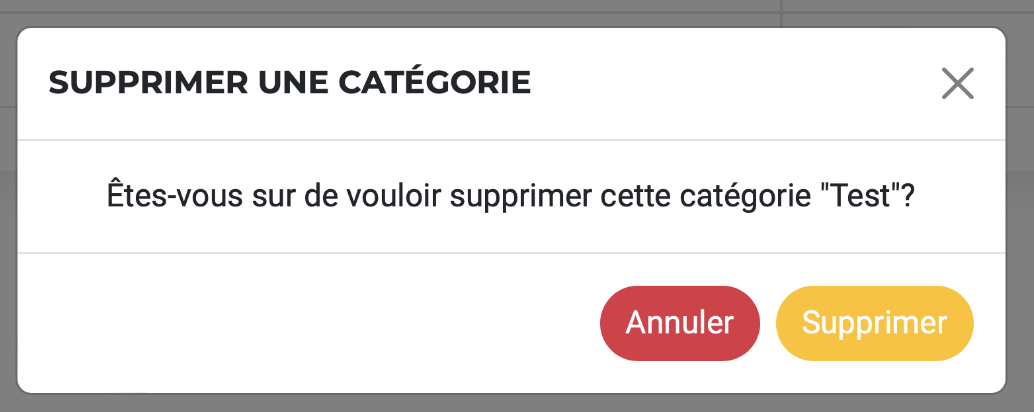 SUPPRIMER UNE CATÉGORIE
Êtes-vous sur de vouloir supprimer cette catégorie "Test"?
Annuler
Supprimer